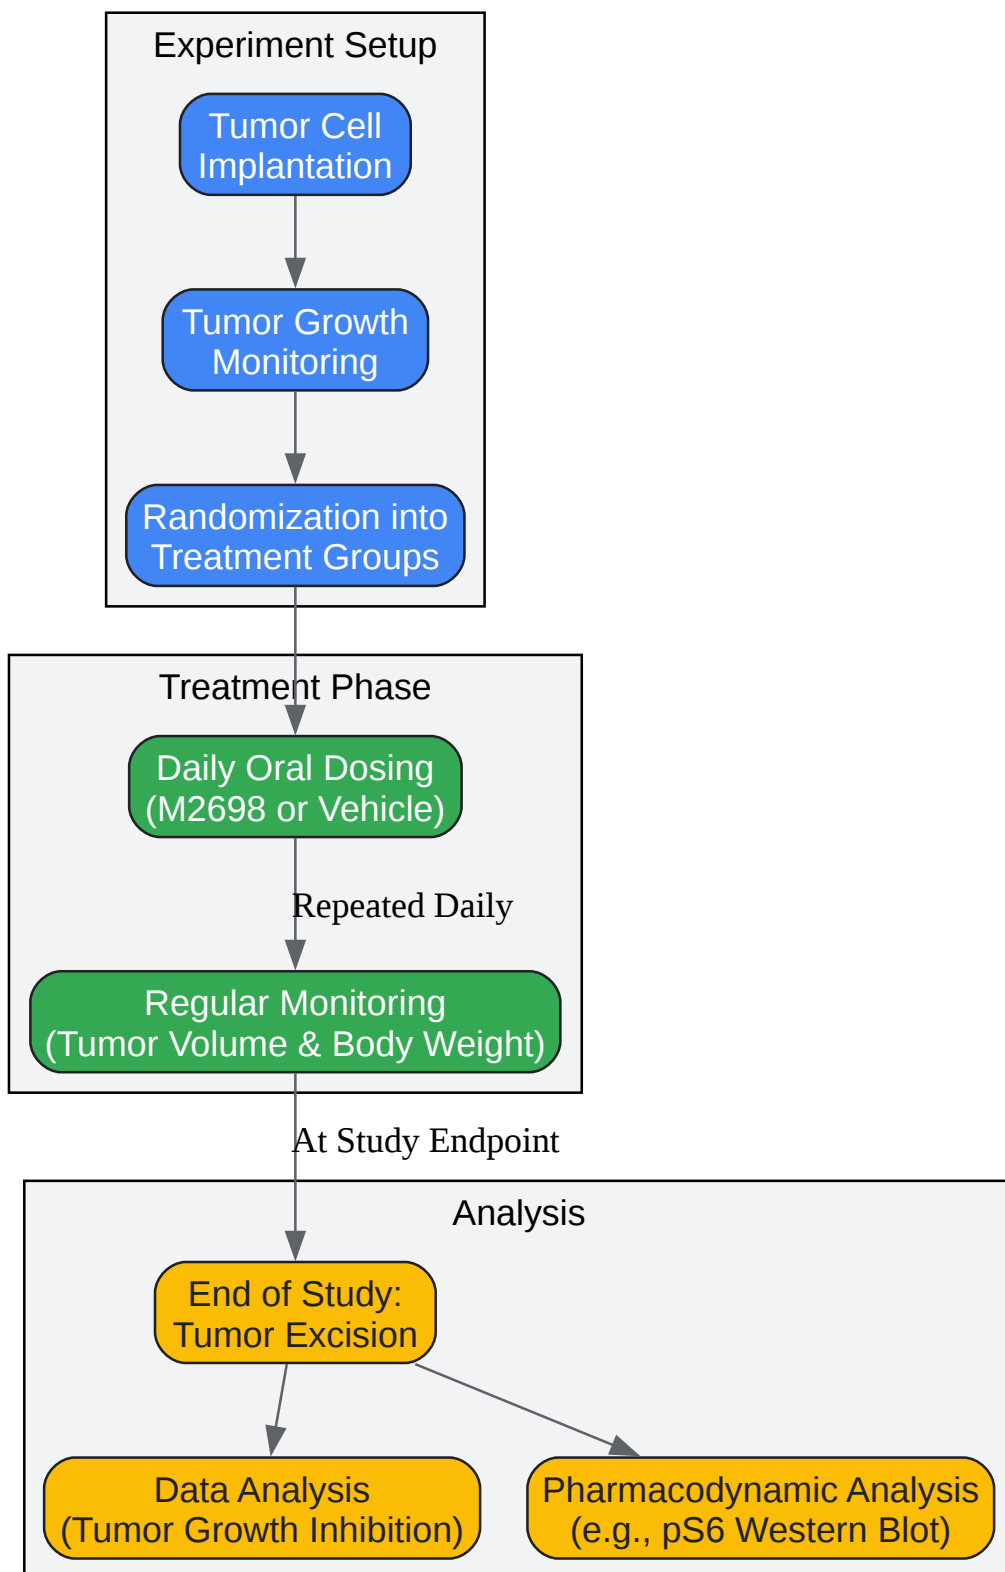 Experiment Setup
Tumor Cell
Implantation
Tumor Growth
Monitoring
Randomization into
Treatment Groups
Treatment Phase
Daily Oral Dosing
(M2698 or Vehicle)
Repeated Daily
Regular Monitoring
(Tumor Volume & Body Weight)
At Study Endpoint
Analysis
End of Study:
Tumor Excision
Data Analysis
(Tumor Growth Inhibition)
Pharmacodynamic Analysis
(e.g., pS6 Western Blot)